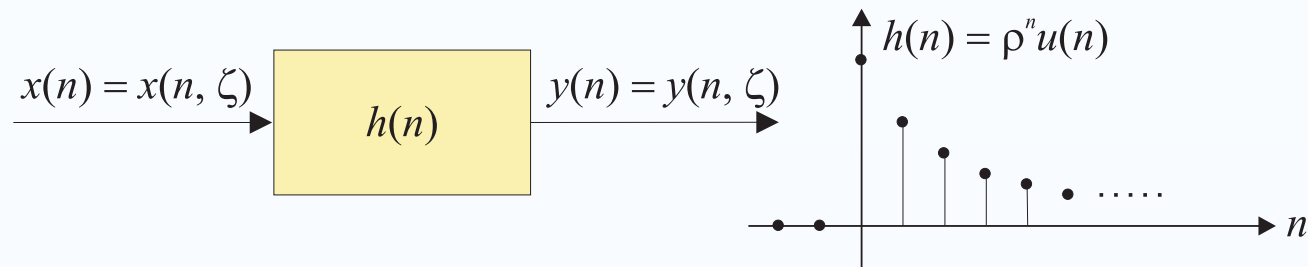 x(n) = x(n, ζ)
h(n)
y(n) = y(n, ζ)
h(n) = ρⁿu(n)
.....
n